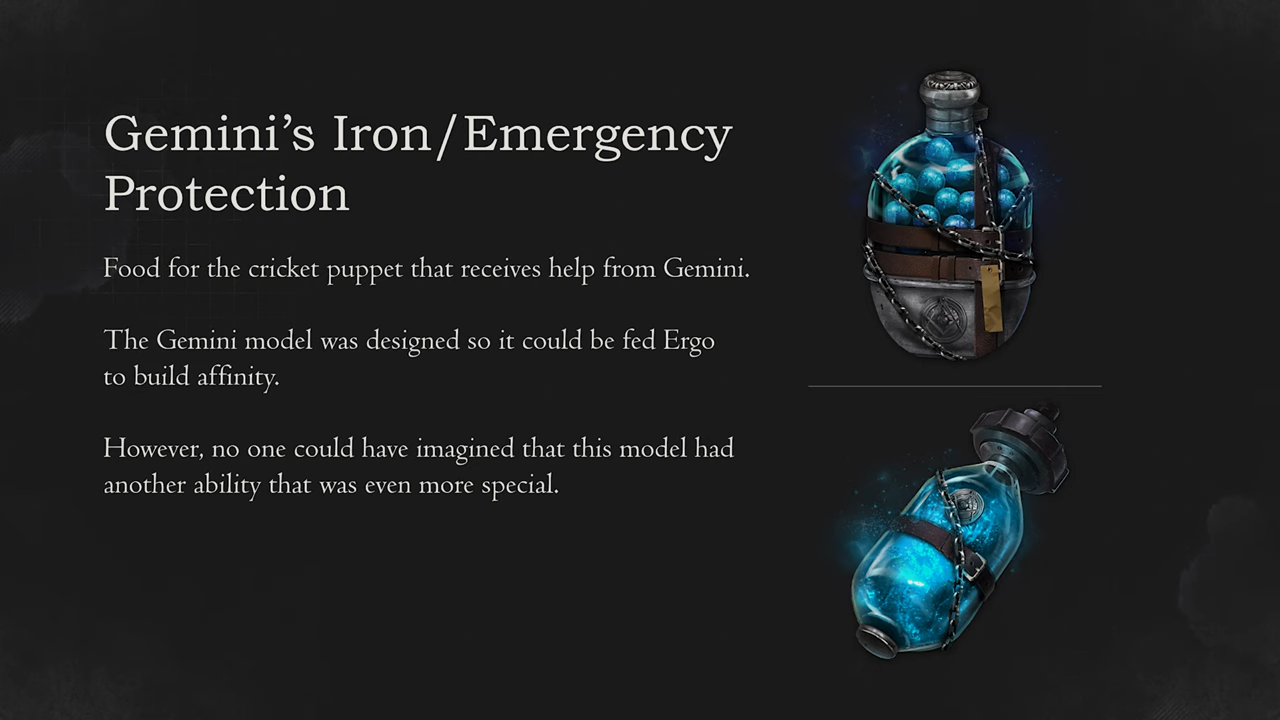 Gemini’s Iron/Emergency
Protection
Food for the cricket puppet that receives help from Gemini.
The Gemini model was designed so it could be fed Ergo
to build affinity.
However, no one could have imagined that this model had
another ability that was even more special.